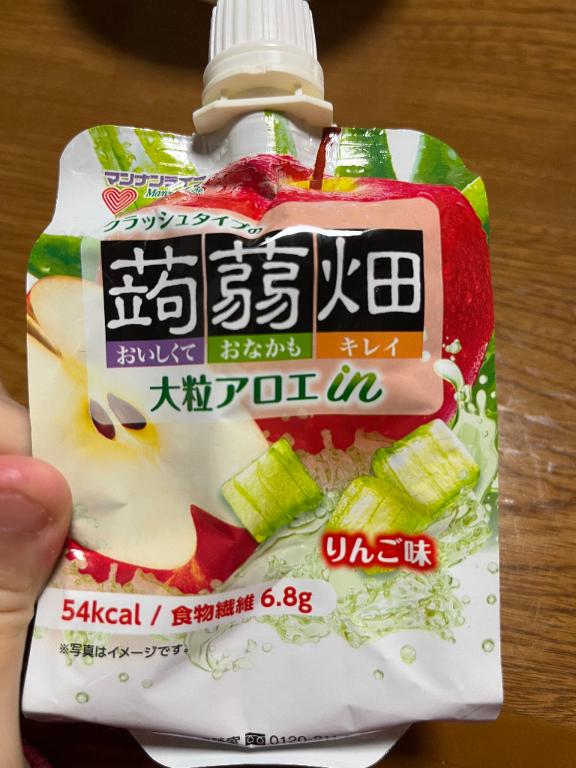 マンナンライフ
クラッシュタイプの
蒟蒻畑
おいしくて おなかも キレイ
大粒アロエin
りんご味
54kcal / 食物繊維 6.8g
※写真はイメージです。
0120-